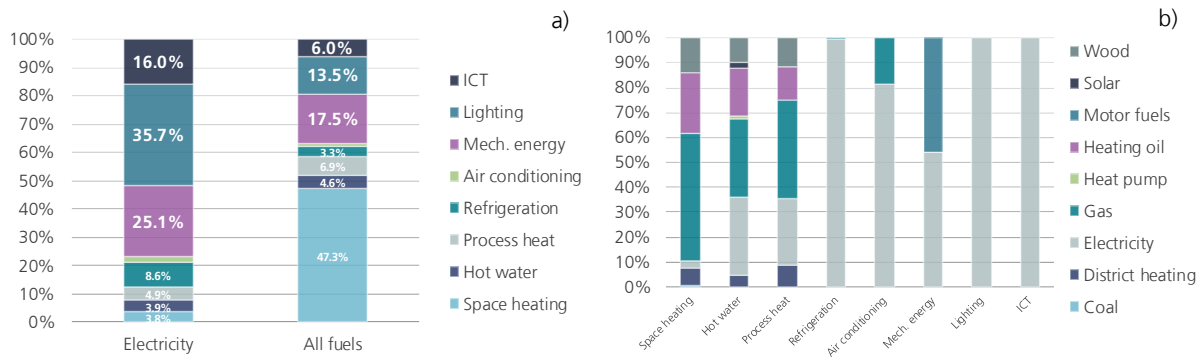 a)
100%
90%
80%
70%
60%
50%
40%
30%
20%
10%
0%
16.0%
35.7%
25.1%
8.6%
4.9%
3.9%
3.8%
6.0%
13.5%
17.5%
3.3%
6.9%
4.6%
47.3%
Electricity
All fuels
ICT
Lighting
Mech. energy
Air conditioning
Refrigeration
Process heat
Hot water
Space heating
b)
100%
90%
80%
70%
60%
50%
40%
30%
20%
10%
0%
Space heating
Hot water
Process heat
Refrigeration
Air conditioning
Mech. energy
Lighting
ICT
Wood
Solar
Motor fuels
Heating oil
Heat pump
Gas
Electricity
District heating
Coal